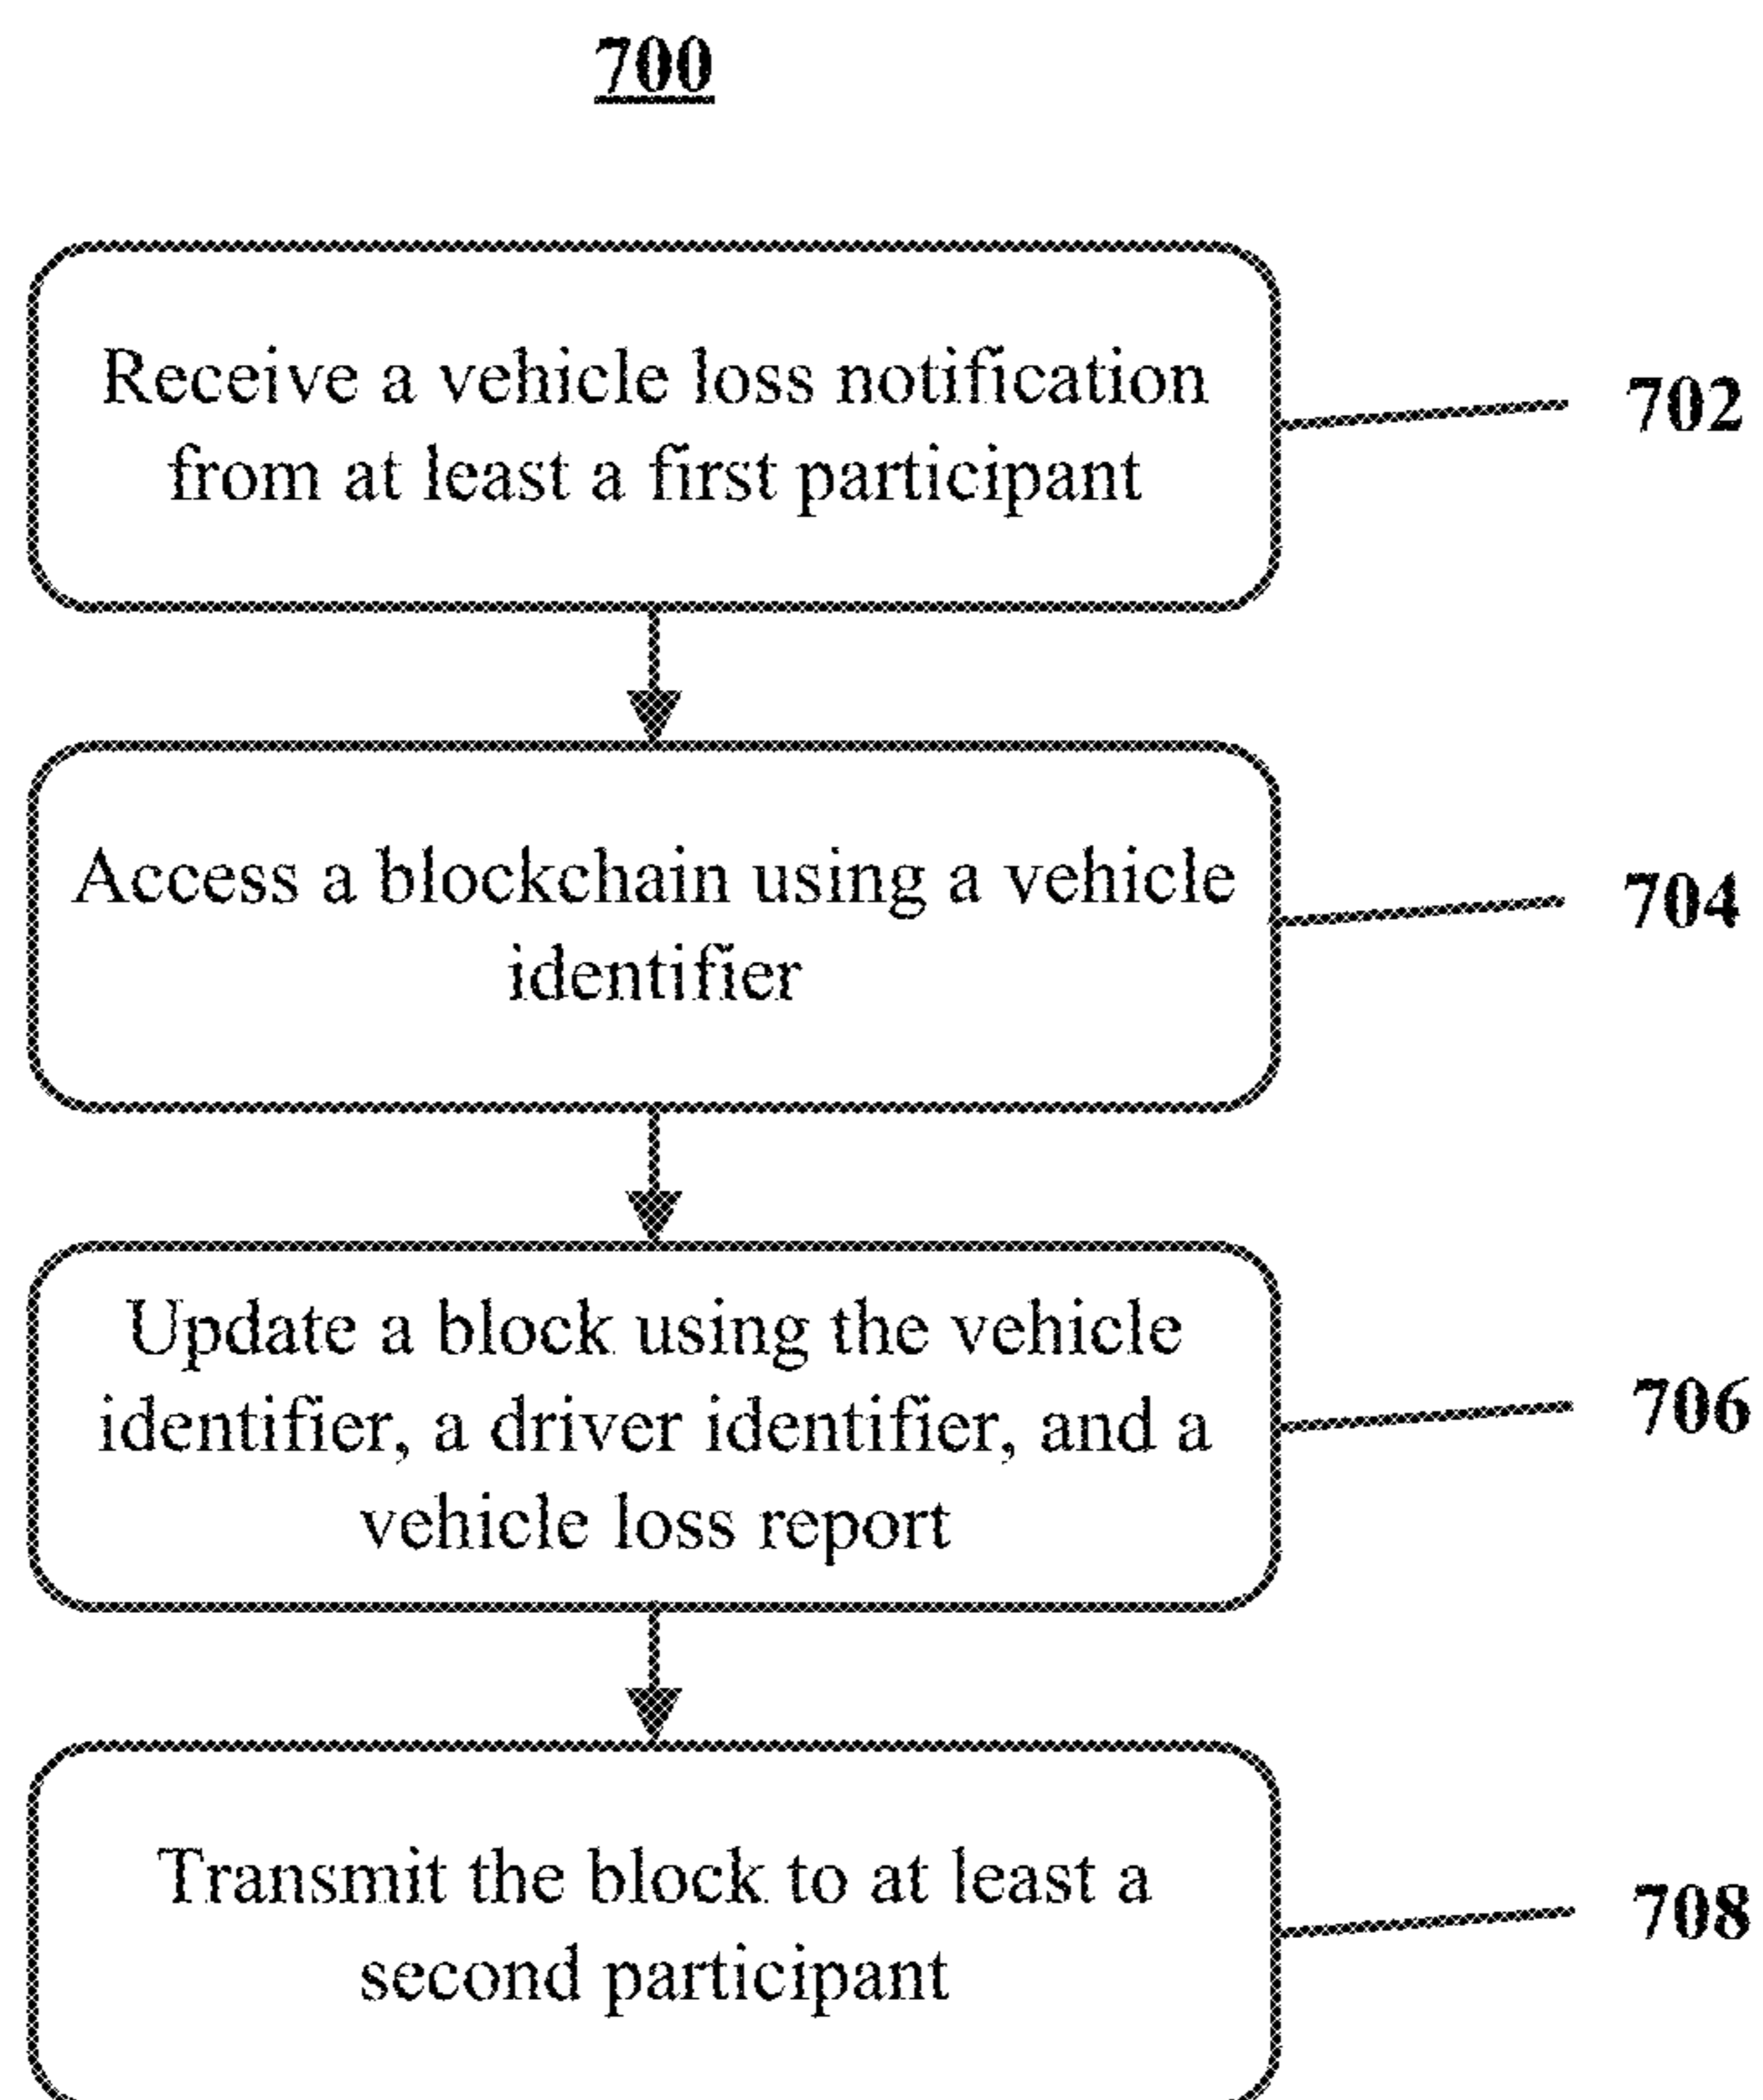 700
Receive a vehicle loss notification
from at least a first participant
702
Access a blockchain using a vehicle
identifier
704
Update a block using the vehicle
identifier, a driver identifier, and a
vehicle loss report
706
Transmit the block to at least a
second participant
708